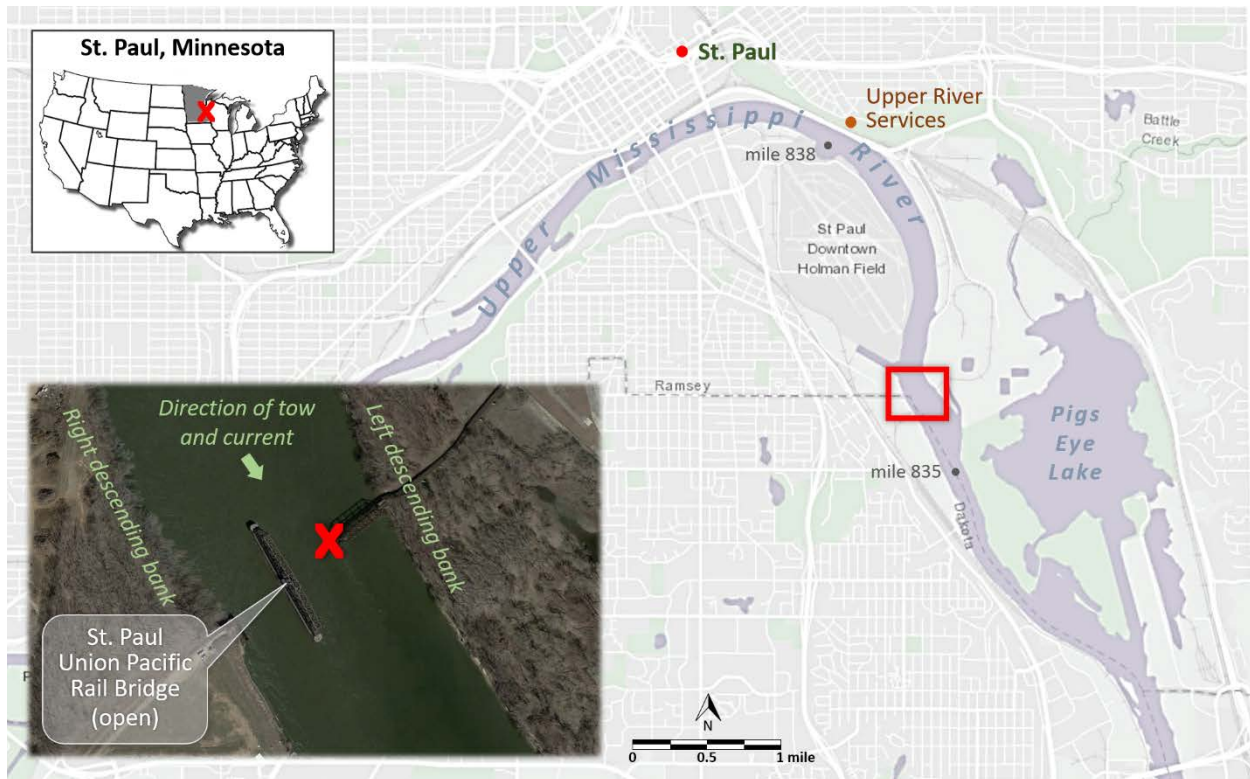 St. Paul, Minnesota
X
St. Paul
Upper River
Services
Battle
Creek
Upper Mississippi River
mile 838
St Paul
Downtown
Holman Field
Ramsey
Pigs
Eye
Lake
mile 835
Dakota
Direction of tow
and current
Right descending bank
Left descending bank
X
St. Paul
Union Pacific
Rail Bridge
(open)
N
0 0.5 1 mile